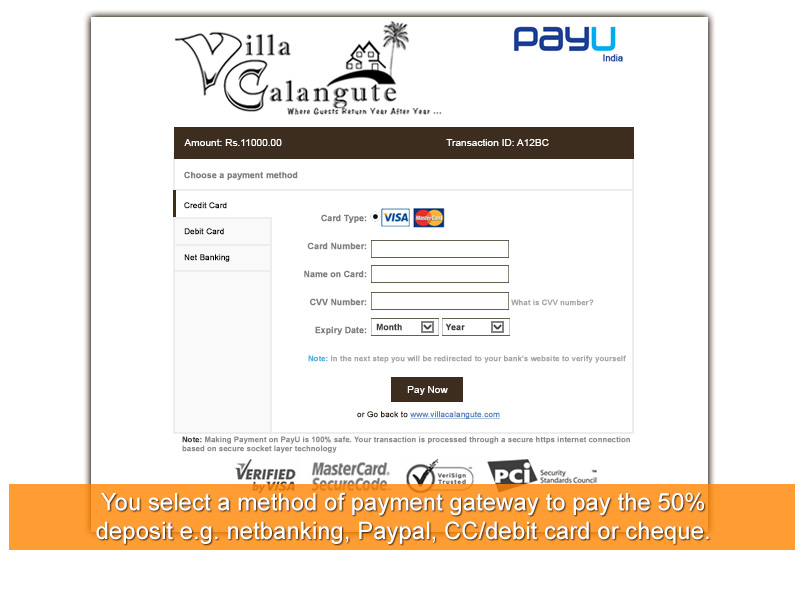 Villa
Calangute
Where Guests Return Year After Year ...
PayU
India
Amount: Rs.11000.00 Transaction ID: A12BC
Choose a payment method
Credit Card
Debit Card
Net Banking
Card Type: VISA MasterCard
Card Number:
Name on Card:
CVV Number: What is CVV number?
Expiry Date: Month Year
Note: In the next step you will be redirected to your bank's website to verify yourself
Pay Now
or Go back to www.villacalangute.com
Note: Making Payment on PayU is 100% safe. Your transaction is processed through a secure https internet connection
based on secure socket layer technology
VERIFIED by VISA
MasterCard. SecureCode.
VeriSign Trusted
PCI Security Standards Council
You select a method of payment gateway to pay the 50%
deposit e.g. netbanking, Paypal, CC/debit card or cheque.